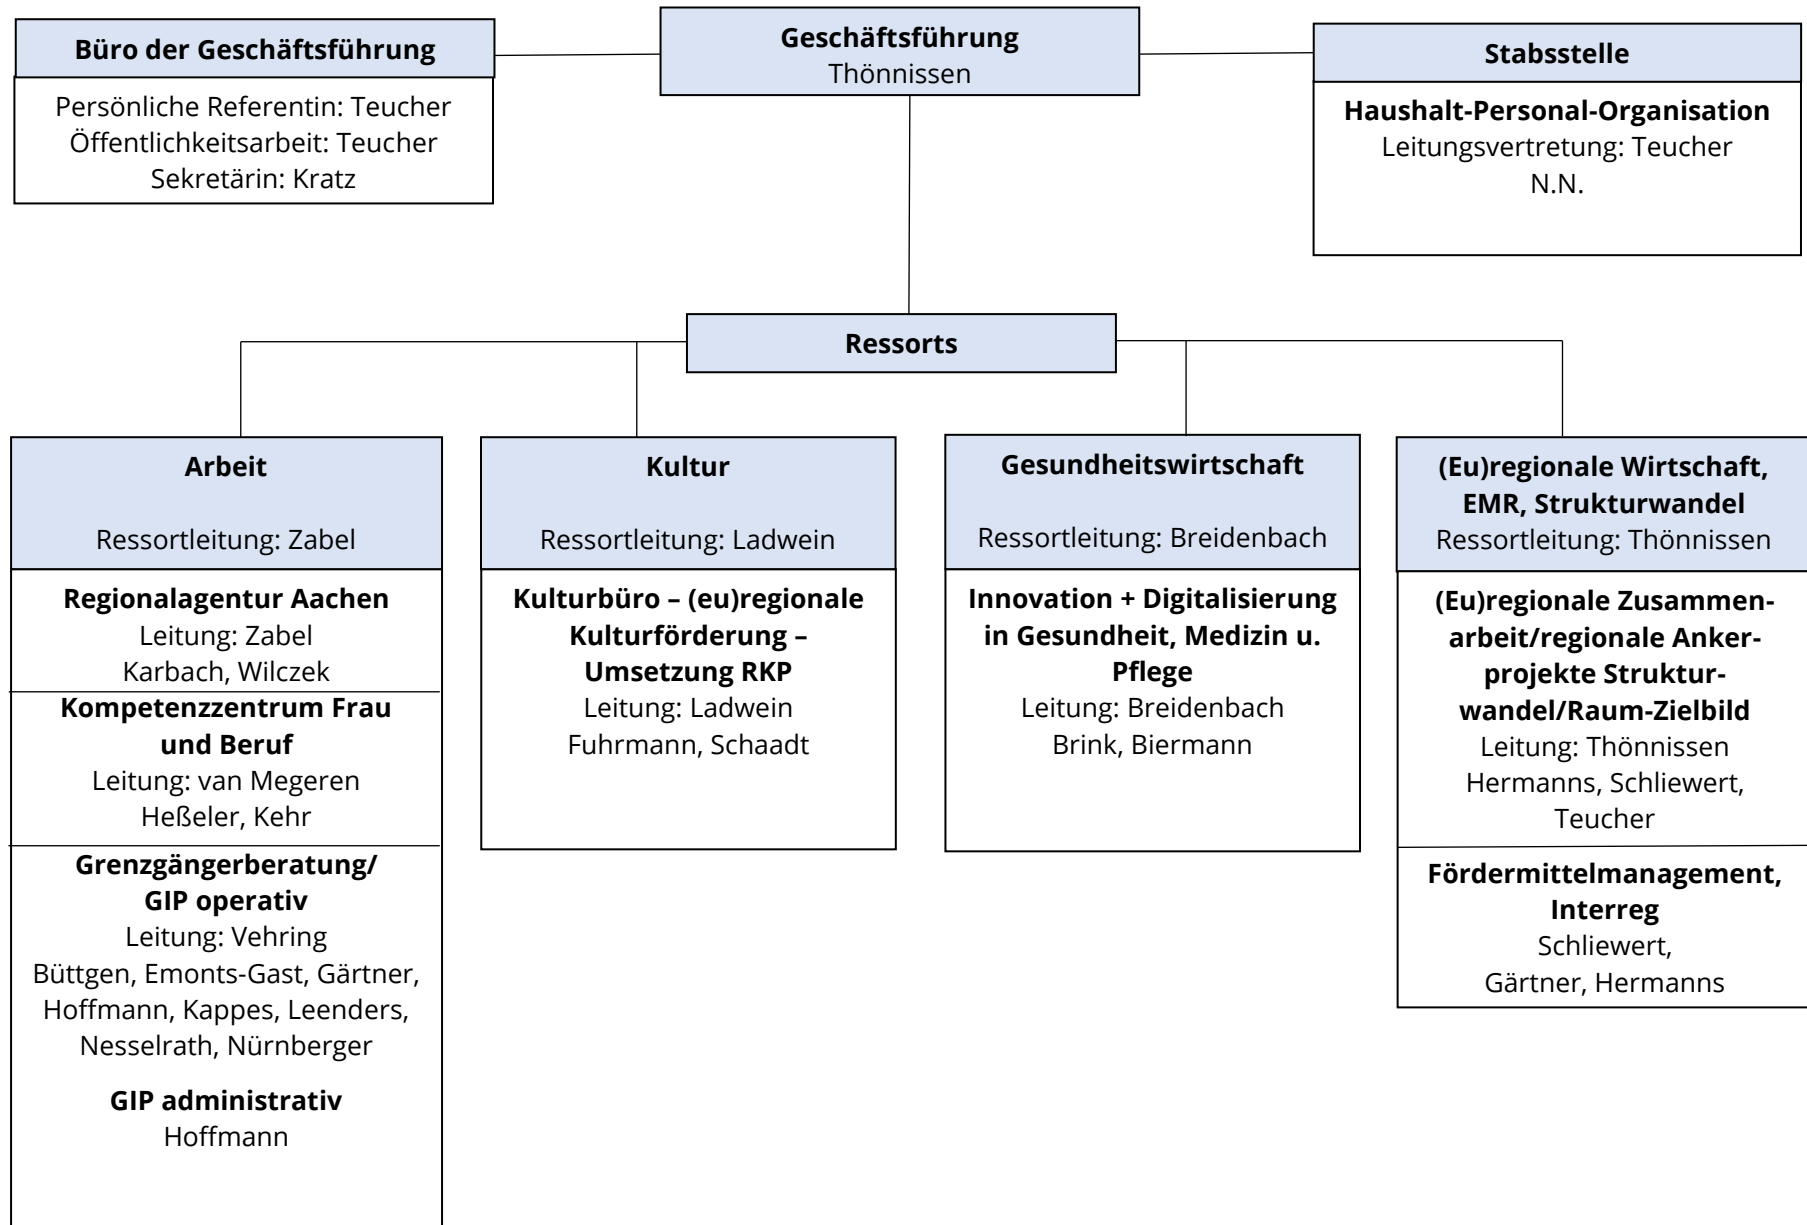 Büro der Geschäftsführung
Persönliche Referentin: Teucher
Öffentlichkeitsarbeit: Teucher
Sekretärin: Kratz
Geschäftsführung
Thönnissen
Stabsstelle
Haushalt-Personal-Organisation
Leitungsvertretung: Teucher
N.N.
Ressorts
Arbeit
Ressortleitung: Zabel
Regionalagentur Aachen
Leitung: Zabel
Karbach, Wilczek
Kompetenzzentrum Frau
und Beruf
Leitung: van Megeren
Heßeler, Kehr
Grenzgängerberatung/
GIP operativ
Leitung: Vehring
Büttgen, Emonts-Gast, Gärtner,
Hoffmann, Kappes, Leenders,
Nesselrath, Nürnberger
GIP administrativ
Hoffmann
Kultur
Ressortleitung: Ladwein
Kulturbüro – (eu)regionale
Kulturförderung –
Umsetzung RKP
Leitung: Ladwein
Fuhrmann, Schaadt
Gesundheitswirtschaft
Ressortleitung: Breidenbach
Innovation + Digitalisierung
in Gesundheit, Medizin u.
Pflege
Leitung: Breidenbach
Brink, Biermann
(Eu)regionale Wirtschaft,
EMR, Strukturwandel
Ressortleitung: Thönnissen
(Eu)regionale Zusammen-
arbeit/regionale Anker-
projekte Struktur-
wandel/Raum-Zielbild
Leitung: Thönnissen
Hermanns, Schliewert,
Teucher
Fördermittelmanagement,
Interreg
Schliewert,
Gärtner, Hermanns